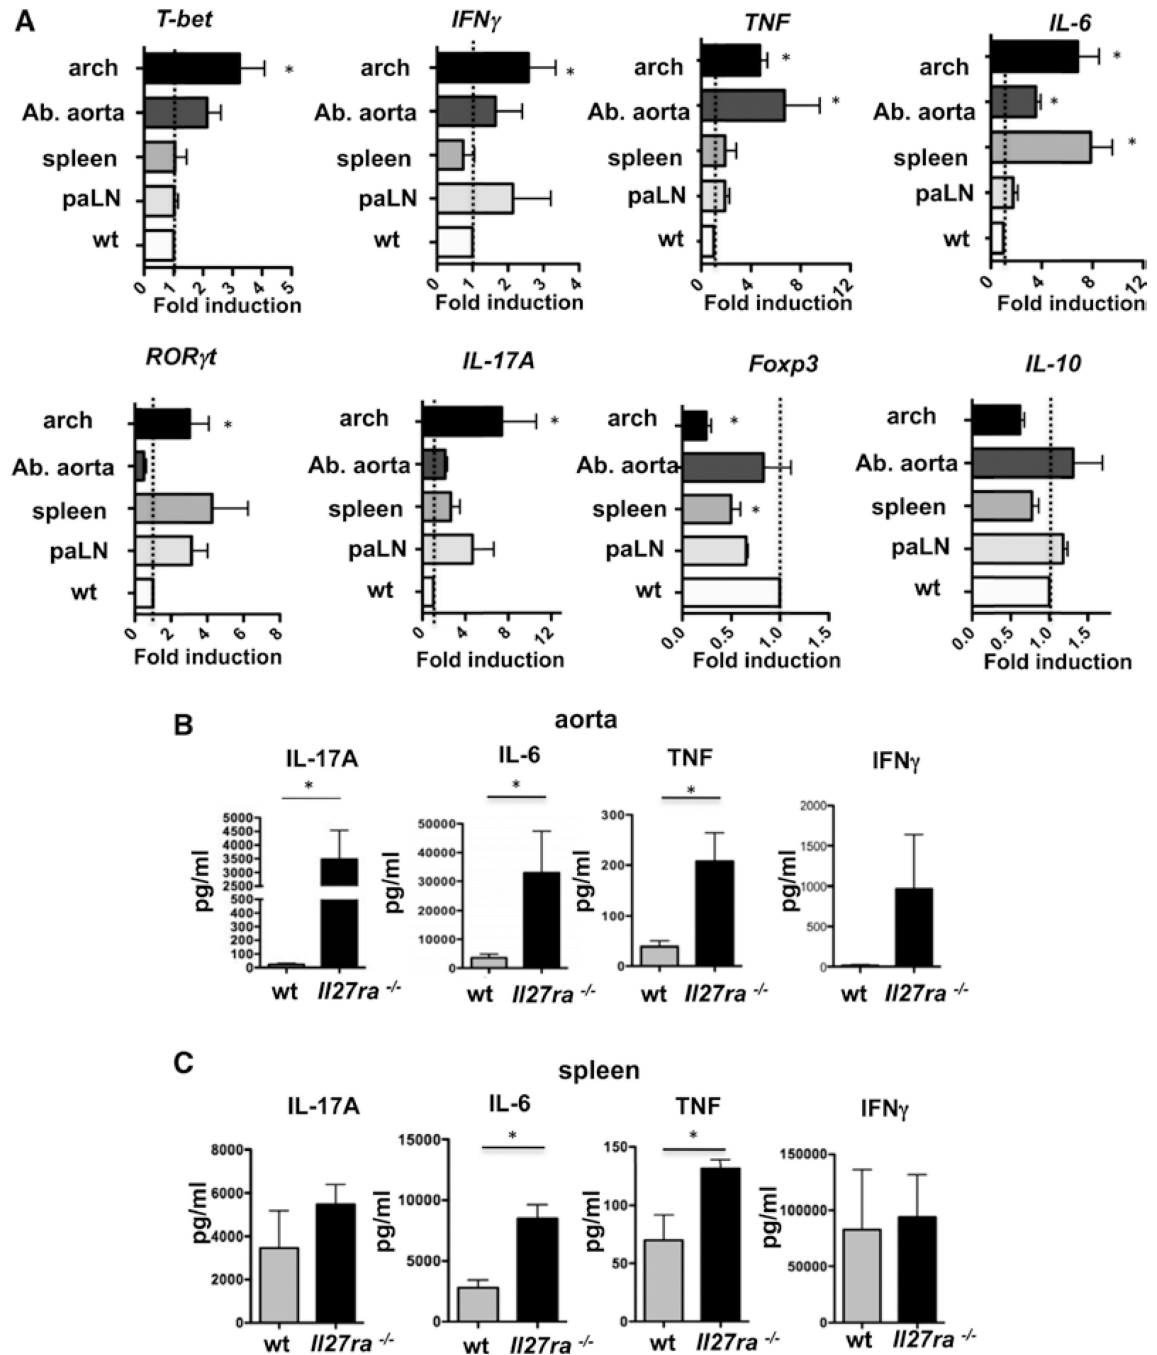 A
T-bet
IFNγ
TNF
IL-6
arch *
Ab. aorta
spleen
paLN
wt
0 1 2 3 4 5
Fold induction
arch *
Ab. aorta
spleen
paLN
wt
0 1 2 3 4
Fold induction
arch *
Ab. aorta *
spleen
paLN
wt
0 4 8 12
Fold induction
arch *
Ab. aorta *
spleen *
paLN
wt
0 4 8 12
Fold induction
RORγt
IL-17A
Foxp3
IL-10
arch *
Ab. aorta
spleen
paLN
wt
0 2 4 6 8
Fold induction
arch *
Ab. aorta
spleen
paLN
wt
0 4 8 12
Fold induction
arch *
Ab. aorta
spleen *
paLN
wt
0.0 0.5 1.0 1.5
Fold induction
arch
Ab. aorta
spleen
paLN
wt
0.0 0.5 1.0 1.5
Fold induction
B
aorta
IL-17A
*
pg/ml
5000
4500
4000
3500
3000
2500
500
400
300
200
100
0
wt Il27ra -/-
IL-6
*
pg/ml
50000
40000
30000
20000
10000
0
wt Il27ra -/-
TNF
*
pg/ml
300
200
100
0
wt Il27ra -/-
IFNγ
pg/ml
2000
1500
1000
500
0
wt Il27ra -/-
C
spleen
IL-17A
pg/ml
8000
6000
4000
2000
0
wt Il27ra -/-
IL-6
*
pg/ml
15000
10000
5000
0
wt Il27ra -/-
TNF
*
pg/ml
150
100
50
0
wt Il27ra -/-
IFNγ
pg/ml
150000
100000
50000
0
wt Il27ra -/-